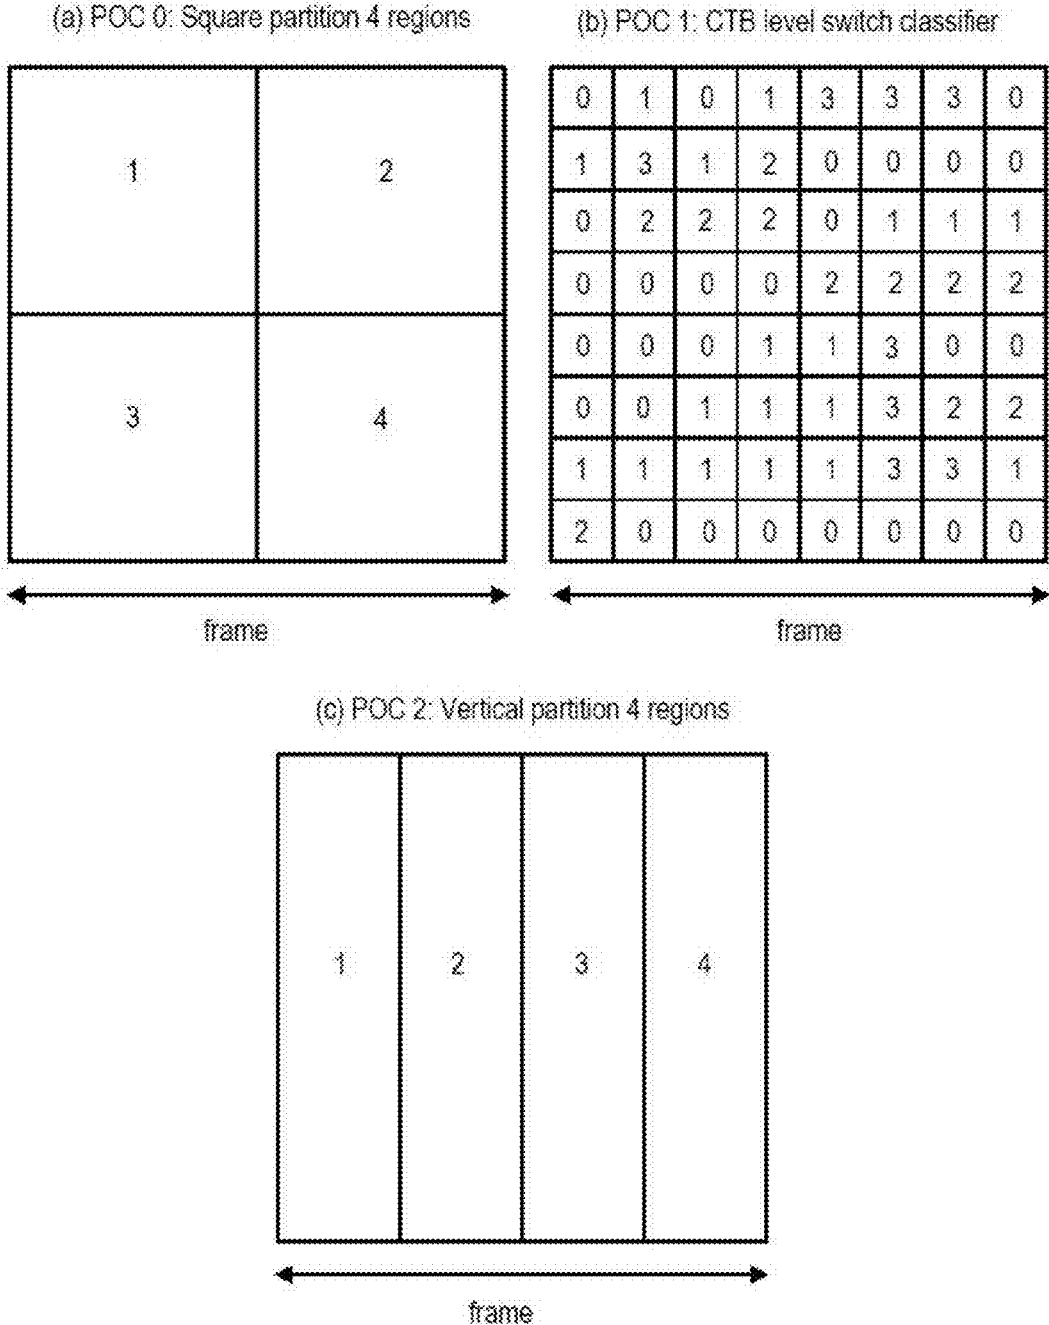 (a) POC 0: Square partition 4 regions
1 2
3 4
frame
(b) POC 1: CTB level switch classifier
0 1 0 1 3 3 3 0
1 3 1 2 0 0 0 0
0 2 2 2 0 1 1 1
0 0 0 0 2 2 2 2
0 0 0 1 1 3 0 0
0 0 1 1 1 3 2 2
1 1 1 1 1 3 3 1
2 0 0 0 0 0 0 0
frame
(c) POC 2: Vertical partition 4 regions
1 2 3 4
frame